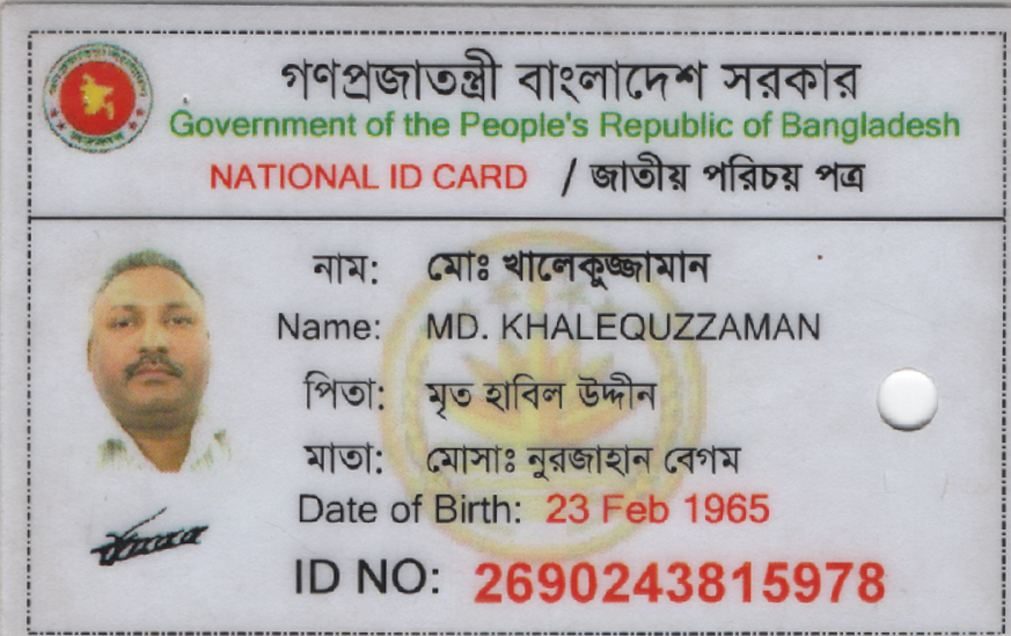 গণপ্রজাতন্ত্রী বাংলাদেশ সরকার
Government of the People's Republic of Bangladesh
NATIONAL ID CARD / জাতীয় পরিচয় পত্র
নাম: মোঃ খালেকুজ্জামান
Name: MD. KHALEQUZZAMAN
পিতা: মৃত হাবিল উদ্দীন
মাতা: মোসাঃ নুরজাহান বেগম
Date of Birth: 23 Feb 1965
ID NO: 2690243815978